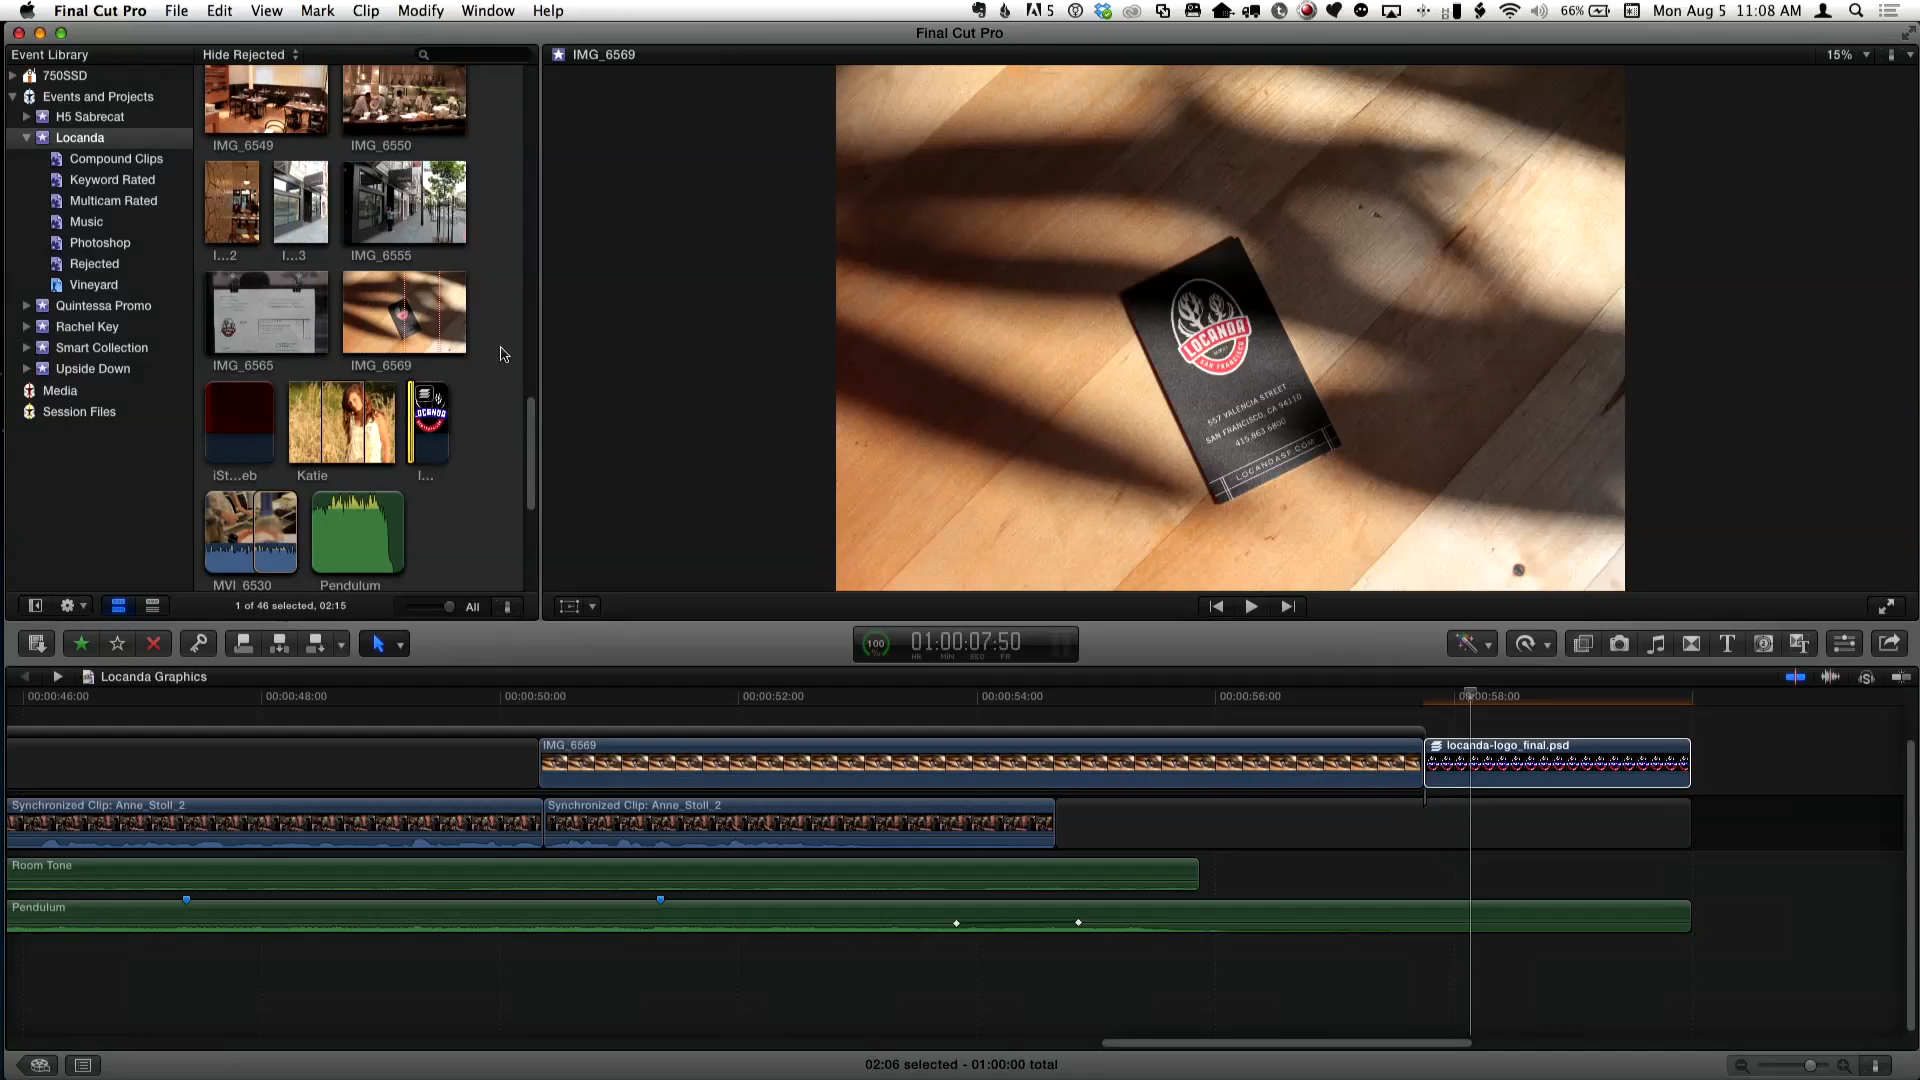 Final Cut Pro File Edit View Mark Clip Modify Window Help
5 66% Mon Aug 5 11:08 AM
Final Cut Pro
Event Library Hide Rejected IMG_6569 15%
750SSD
Events and Projects
H5 Sabrecat
Locanda
Compound Clips
Keyword Rated
Multicam Rated
Music
Photoshop
Rejected
Vineyard
Quintessa Promo
Rachel Key
Smart Collection
Upside Down
Media
Session Files
IMG_6549 IMG_6550
I...2 I...3 IMG_6555
IMG_6565 IMG_6569
LOCANDA
iSt...eb Katie I...
MVI_6530 Pendulum
LOCANDA
SAN FRANCISCO
557 VALENCIA STREET
SAN FRANCISCO, CA 94110
415.863.6800
LOCANDASF.COM
1 of 46 selected, 02:15 All
100 % 01:00:07:50
HR MIN SEC FR
T
Locanda Graphics
00:00:46:00 00:00:48:00 00:00:50:00 00:00:52:00 00:00:54:00 00:00:56:00 00:00:58:00
IMG_6569 locanda-logo_final.psd
Synchronized Clip: Anne_Stoll_2 Synchronized Clip: Anne_Stoll_2
Room Tone
Pendulum
02:06 selected - 01:00:00 total